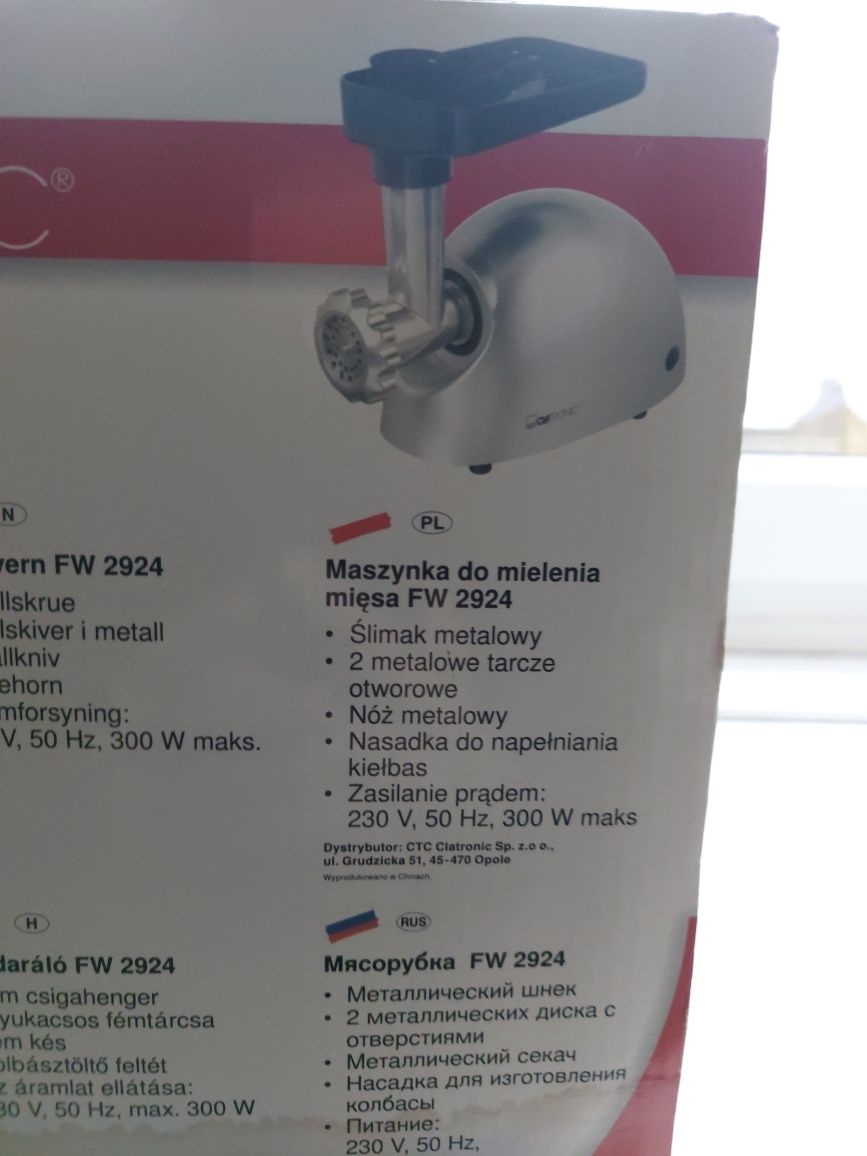 C®
CLATRONIC
N
vern FW 2924
llskrue
lskiver i metall
allkniv
ehorn
mforsyning:
V, 50 Hz, 300 W maks.
PL
Maszynka do mielenia
mięsa FW 2924
• Ślimak metalowy
• 2 metalowe tarcze
otworowe
• Nóż metalowy
• Nasadka do napełniania
kiełbas
• Zasilanie prądem:
230 V, 50 Hz, 300 W maks
Dystrybutor: CTC Clatronic Sp. z.o o.,
ul. Grudzicka 51, 45-470 Opole
Wyprodukowano w Chinach.
H
daráló FW 2924
m csigahenger
yukacsos fémtárcsa
em kés
olbásztöltő feltét
z áramlat ellátása:
30 V, 50 Hz, max. 300 W
RUS
Мясорубка FW 2924
• Металлический шнек
• 2 металлических диска с
отверстиями
• Металлический секач
• Насадка для изготовления
колбасы
• Питание:
230 V, 50 Hz,